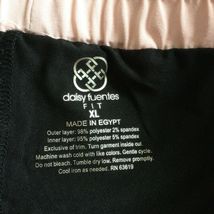 daisy fuentes
FIT
XL
MADE IN EGYPT
Outer layer: 98% polyester 2% spandex
Inner layer: 95% polyester 5% spandex
Exclusive of trim. Turn garment inside out.
Machine wash cold with like colors. Gentle cycle.
Do not bleach. Tumble dry low. Remove promptly.
Cool iron as needed. RN 63619